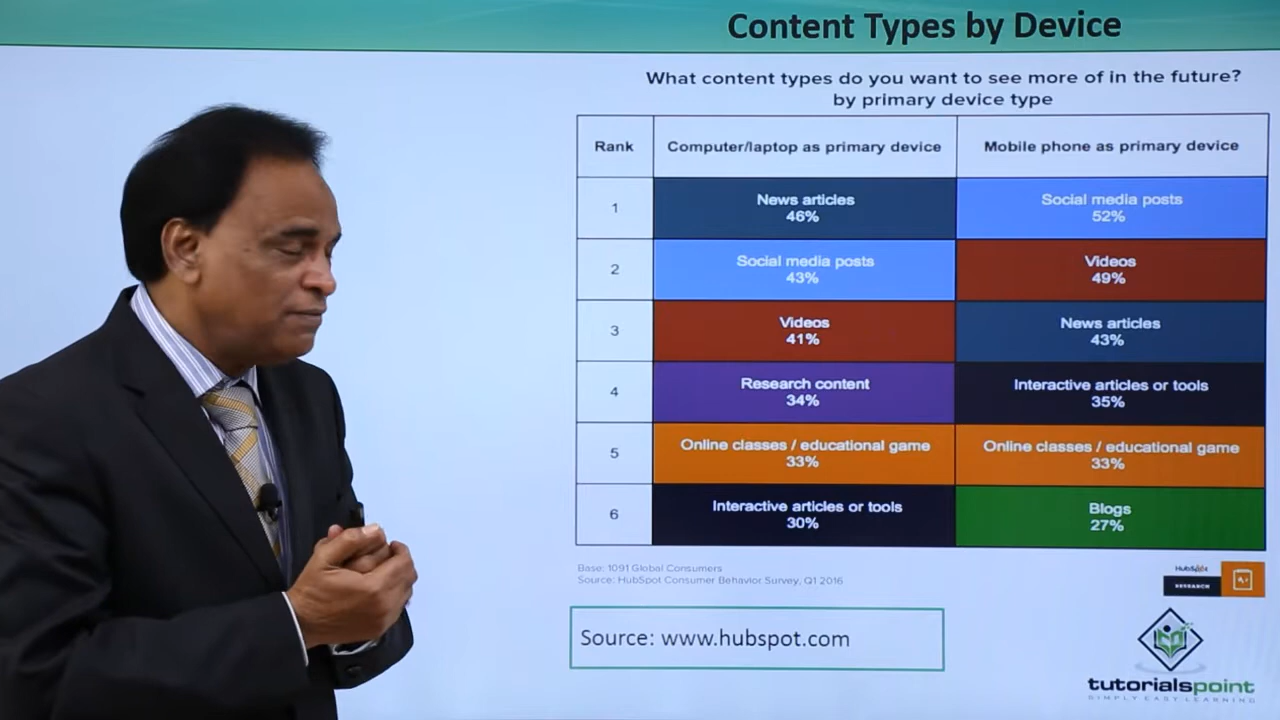 Content Types by Device
What content types do you want to see more of in the future?
by primary device type
Rank
Computer/laptop as primary device
Mobile phone as primary device
1
News articles
46%
Social media posts
52%
2
Social media posts
43%
Videos
49%
3
Videos
41%
News articles
43%
4
Research content
34%
Interactive articles or tools
35%
5
Online classes / educational game
33%
Online classes / educational game
33%
6
Interactive articles or tools
30%
Blogs
27%
Base: 1091 Global Consumers
Source: HubSpot Consumer Behavior Survey, Q1 2016
HubSpot
RESEARCH
Source: www.hubspot.com
tutorialspoint
SIMPLY EASY LEARNING